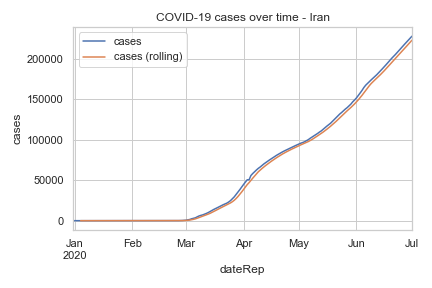 COVID-19 cases over time - Iran
cases
cases (rolling)
200000
150000
100000
50000
0
cases
Jan Feb Mar Apr May Jun Jul
2020
dateRep